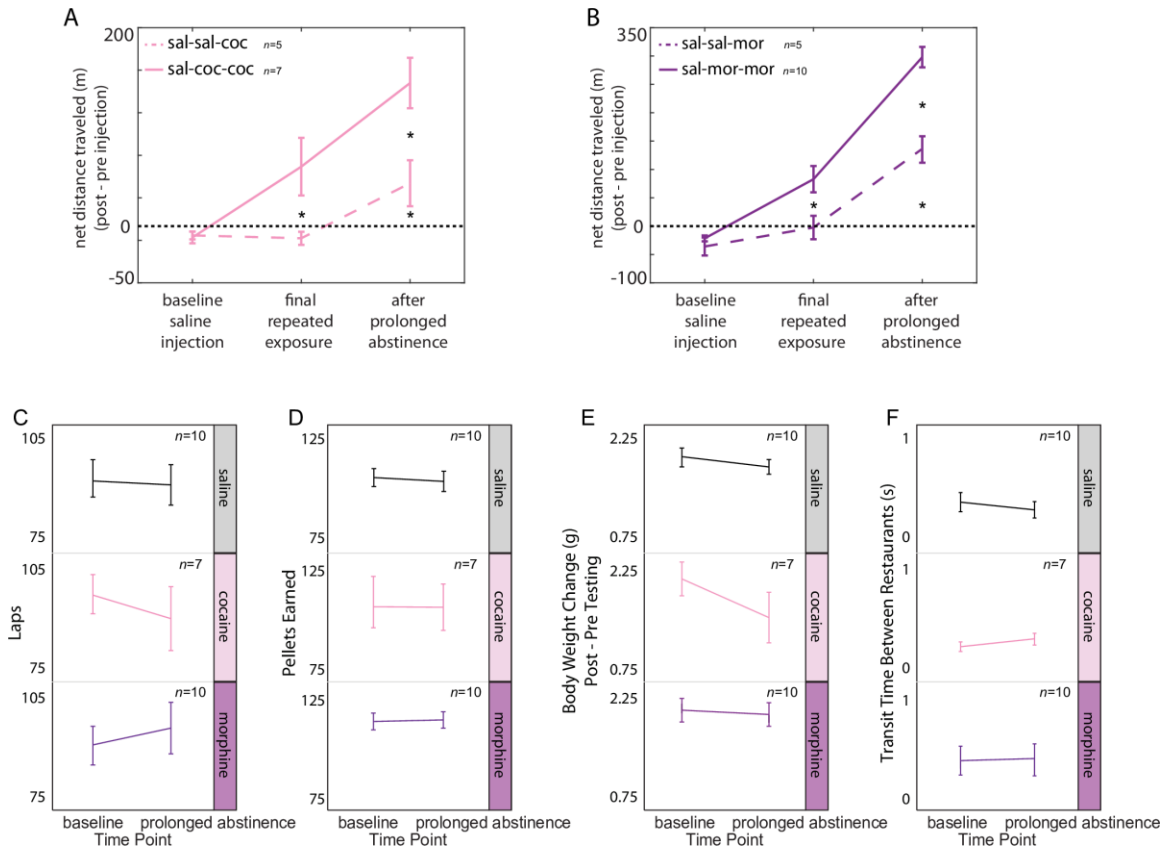 A
200
0
-50
net distance traveled (m)
(post - pre injection)
sal-sal-coc n=5
sal-coc-coc n=7
*
*
*
baseline
saline
injection
final
repeated
exposure
after
prolonged
abstinence
B
350
0
-100
net distance traveled (m)
(post - pre injection)
sal-sal-mor n=5
sal-mor-mor n=10
*
*
*
baseline
saline
injection
final
repeated
exposure
after
prolonged
abstinence
C
Laps
105
75
n=10
saline
105
75
n=7
cocaine
105
75
n=10
morphine
baseline prolonged abstinence
Time Point
D
Pellets Earned
125
75
n=10
saline
125
75
n=7
cocaine
125
75
n=10
morphine
baseline prolonged abstinence
Time Point
E
Body Weight Change (g)
Post - Pre Testing
2.25
0.75
n=10
saline
2.25
0.75
n=7
cocaine
2.25
0.75
n=10
morphine
baseline prolonged abstinence
Time Point
F
Transit Time Between Restaurants (s)
1
0
n=10
saline
1
0
n=7
cocaine
1
0
n=10
morphine
baseline prolonged abstinence
Time Point